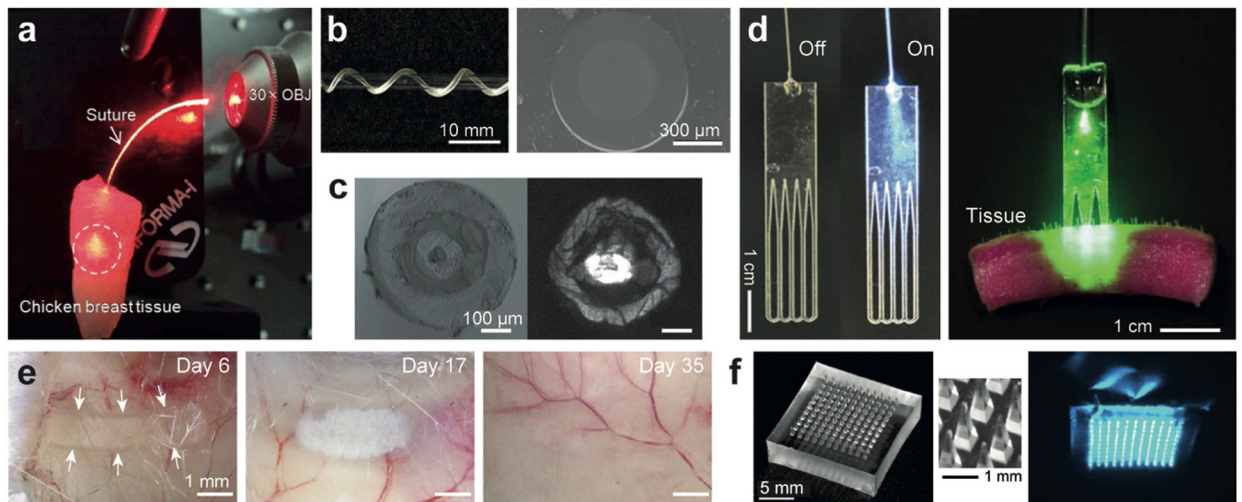 a
30× OBJ
Suture
FORMA-i
Chicken breast tissue
b
10 mm
300 µm
c
100 µm
d
Off
On
1 cm
Tissue
1 cm
e
Day 6
1 mm
Day 17
Day 35
f
5 mm
1 mm